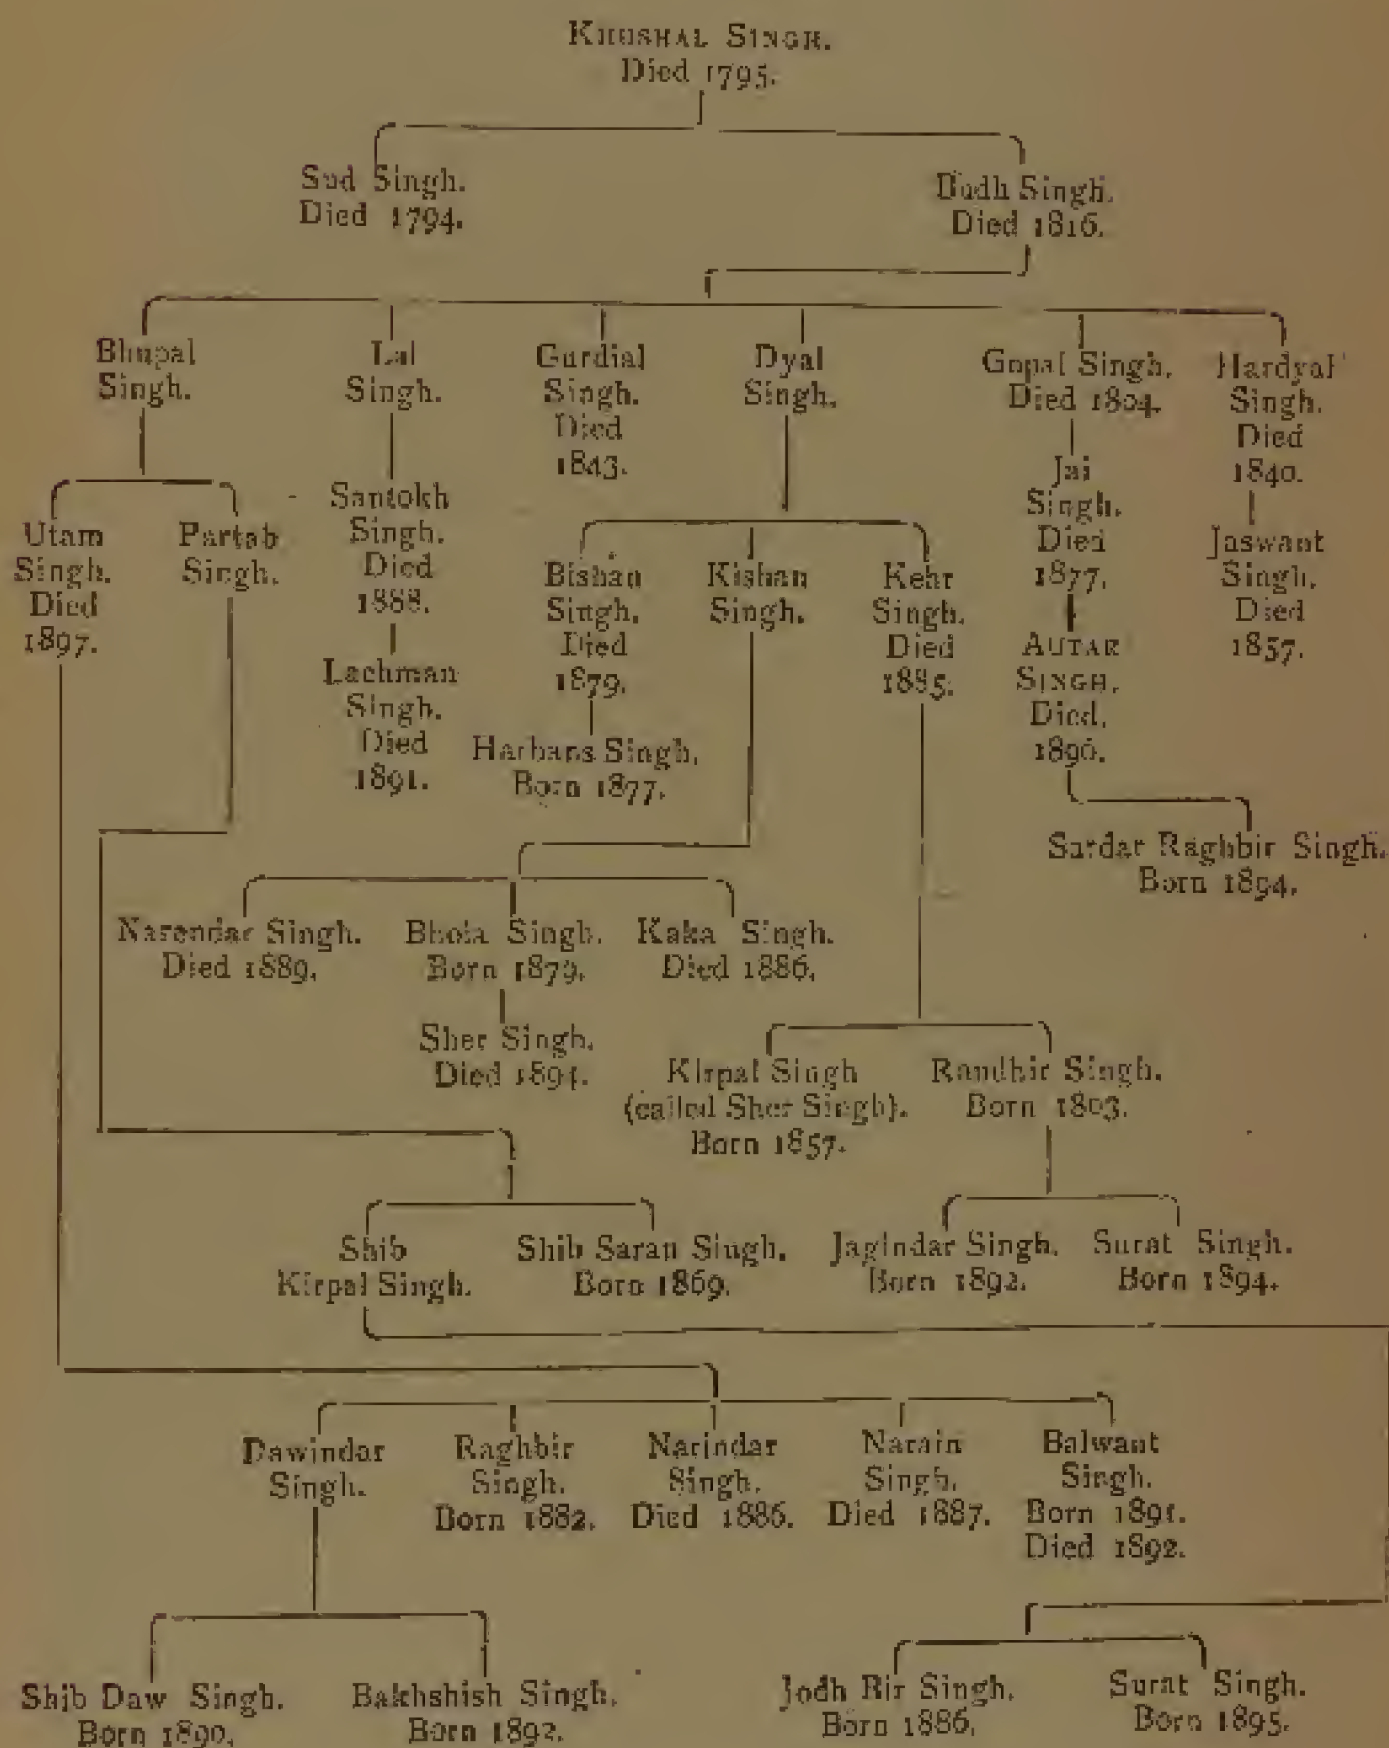 KHUSHAL SINGH.
Died 1795.
Sud Singh.
Died 1794.
Budh Singh.
Died 1816.
Bhupal
Singh.
Lal
Singh.
Gurdial
Singh.
Died
1843.
Dyal
Singh.
Gopal Singh.
Died 1804.
Hardyal
Singh.
Died
1840.
Utam
Singh.
Died
1897.
Partab
Singh.
Santokh
Singh.
Died
1888.
Lachman
Singh.
Died
1891.
Bishan
Singh.
Died
1879.
Harbans Singh.
Born 1877.
Kishan
Singh.
Kehr
Singh.
Died
1885.
Jai
Singh.
Died
1877.
AUTAR
SINGH.
Died.
1896.
Jaswant
Singh.
Died
1857.
Sardar Raghbir Singh.
Born 1894.
Narendar Singh.
Died 1889.
Bhola Singh.
Born 1879.
Kaka Singh.
Died 1886.
Sher Singh.
Died 1894.
Kirpal Singh
(called Sher Singh).
Born 1857.
Randhir Singh.
Born 1863.
Shib
Kirpal Singh.
Shib Saran Singh.
Born 1869.
Jagindar Singh.
Born 1892.
Surat Singh.
Born 1894.
Dawindar
Singh.
Raghbir
Singh.
Born 1882.
Narindar
Singh.
Died 1886.
Narain
Singh.
Died 1887.
Balwant
Singh.
Born 1891.
Died 1892.
Shib Daw Singh.
Born 1890.
Bakhshish Singh.
Born 1892.
Jodh Bir Singh.
Born 1886.
Surat Singh.
Born 1895.